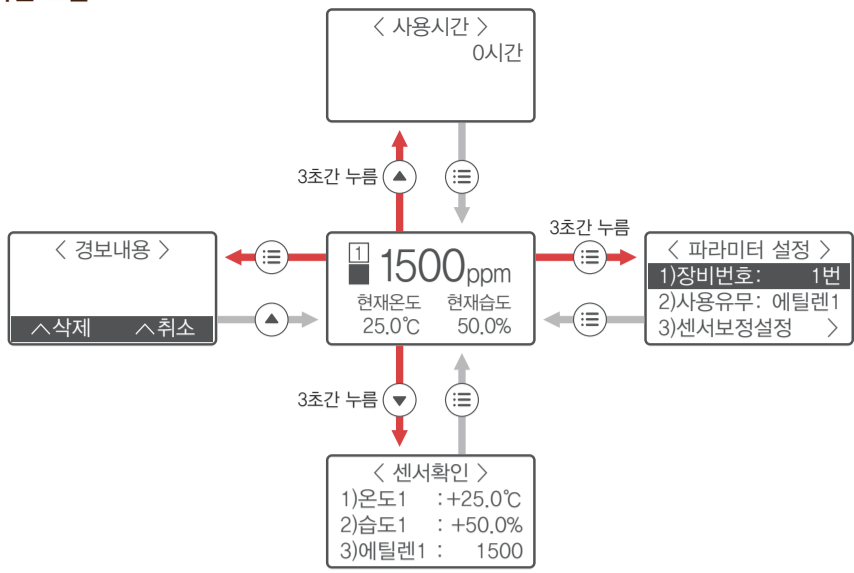 < 사용시간 >
0시간
3초간 누름
3초간 누름
< 경보내용 >
へ삭제 へ취소
1
1500ppm
현재온도 현재습도
25.0℃ 50.0%
< 파라미터 설정 >
1)장비번호: 1번
2)사용유무: 에틸렌1
3)센서보정설정 >
3초간 누름
< 센서확인 >
1)온도1 :+25.0℃
2)습도1 : +50.0%
3)에틸렌1 : 1500